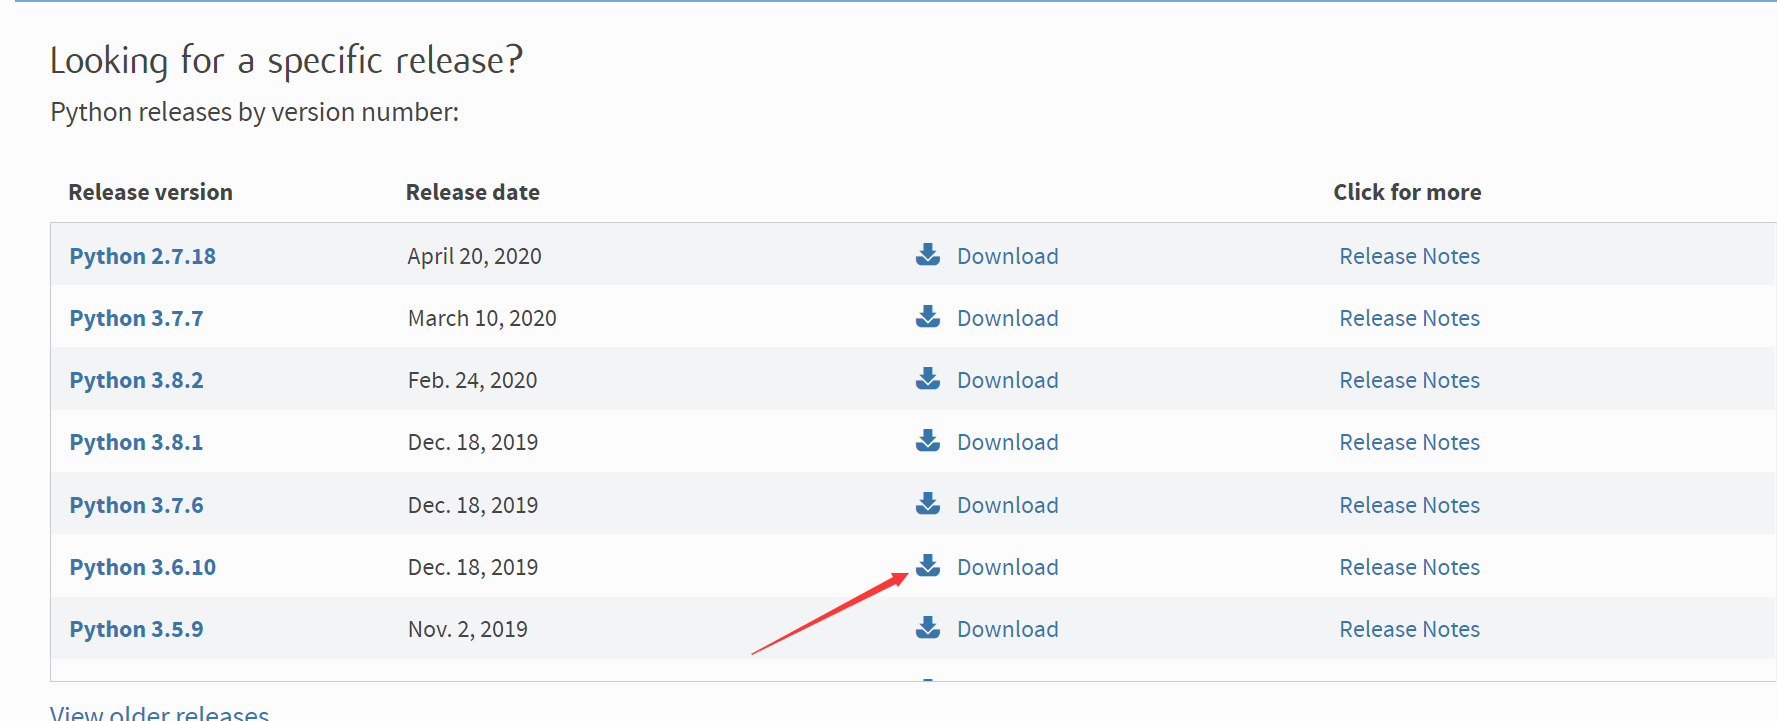 Looking for a specific release?
Python releases by version number:
Release version Release date Click for more
Python 2.7.18 April 20, 2020 Download Release Notes
Python 3.7.7 March 10, 2020 Download Release Notes
Python 3.8.2 Feb. 24, 2020 Download Release Notes
Python 3.8.1 Dec. 18, 2019 Download Release Notes
Python 3.7.6 Dec. 18, 2019 Download Release Notes
Python 3.6.10 Dec. 18, 2019 Download Release Notes
Python 3.5.9 Nov. 2, 2019 Download Release Notes
View older releases